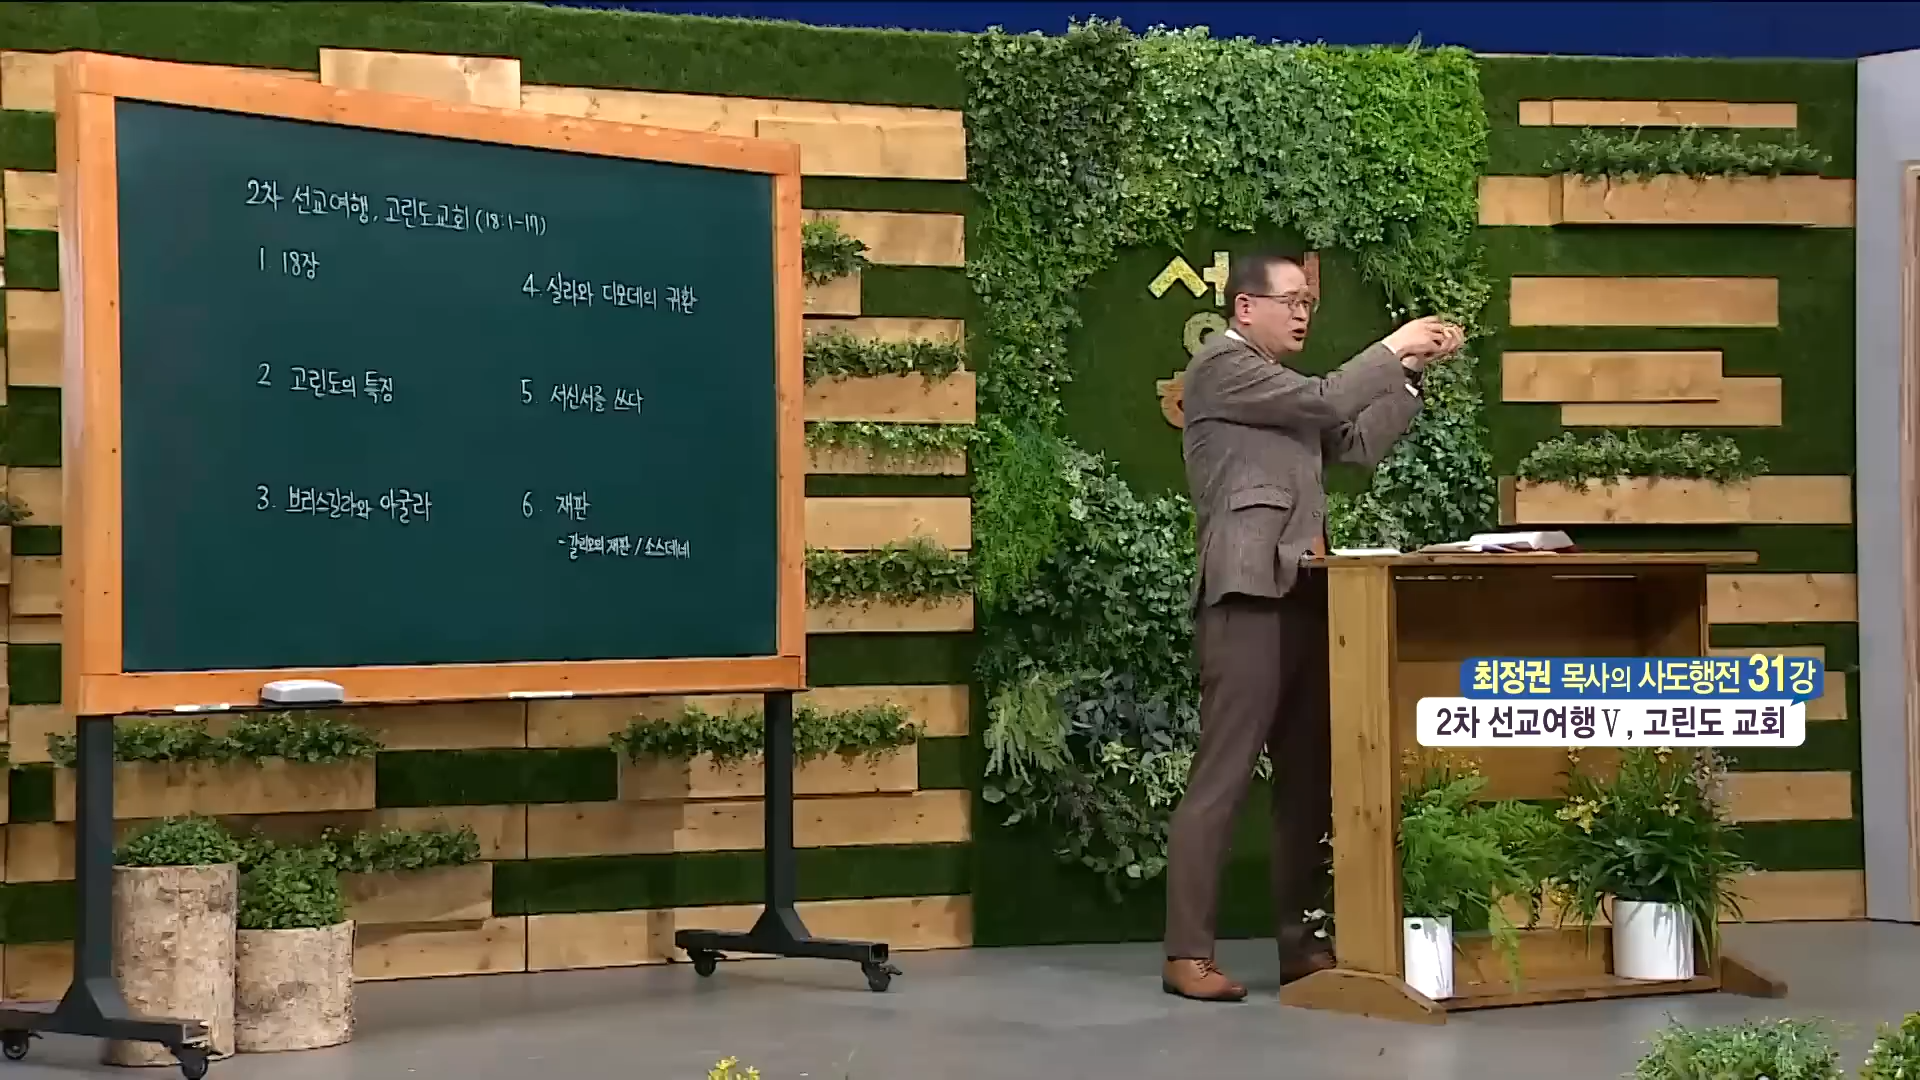 2차 선교여행, 고린도교회 (18:1-17)
1. 18장
2 고린도의 특징
3. 브리스길라와 아굴라
4. 실라와 디모데의 귀환
5. 서신서를 쓰다
6. 재판
- 갈리오의 재판 / 소스데네
최정권 목사의 사도행전 31강
2차 선교여행 Ⅴ, 고린도 교회